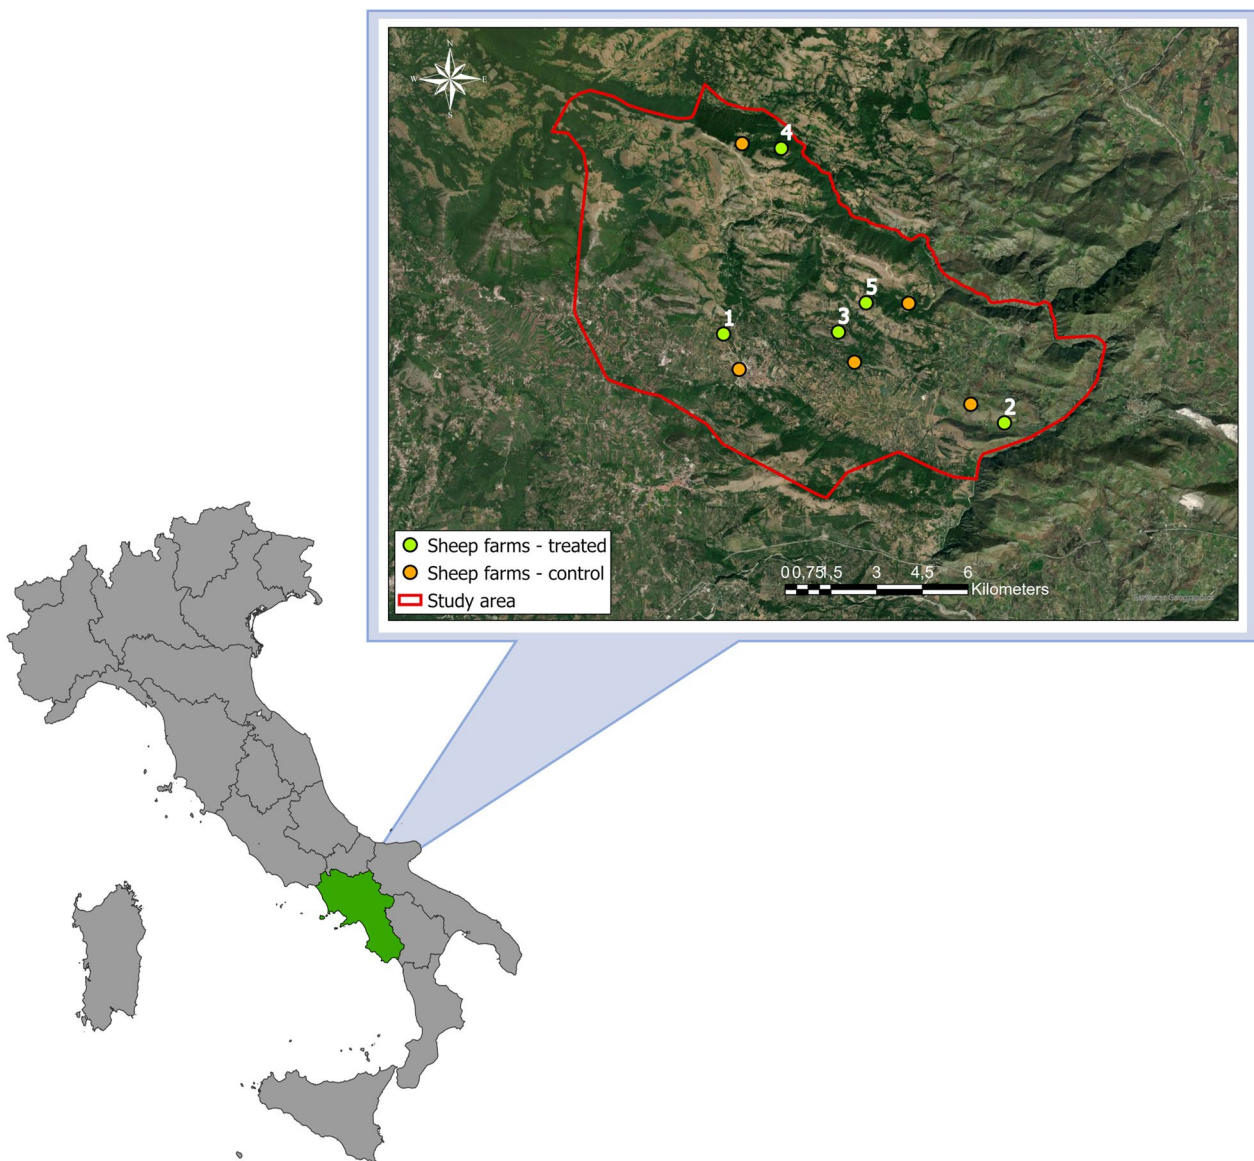 N
W E
S
4
5
1
3
2
Sheep farms - treated
Sheep farms - control
Study area
0 0,75 1,5 3 4,5 6
Kilometers